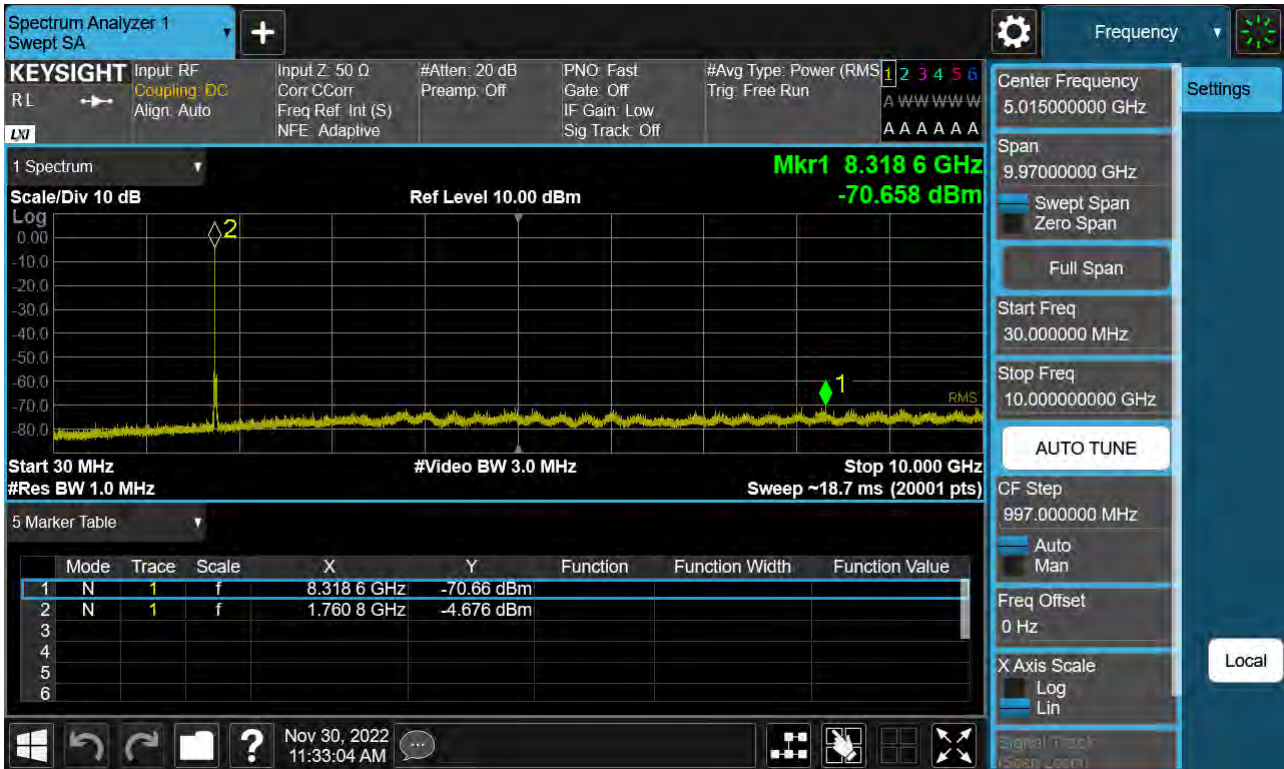 Spectrum Analyzer 1
Swept SA
+
Frequency
KEYSIGHT
RL
LXI
Input: RF
Coupling: DC
Align: Auto
Input Z: 50 Ω
Corr CCorr
Freq Ref: Int (S)
NFE: Adaptive
#Atten: 20 dB
Preamp: Off
PNO: Fast
Gate: Off
IF Gain: Low
Sig Track: Off
#Avg Type: Power (RMS
Trig: Free Run
1 2 3 4 5 6
A W W W W W
A A A A A A
1 Spectrum
Mkr1 8.318 6 GHz
-70.658 dBm
Scale/Div 10 dB
Ref Level 10.00 dBm
Log
0.00
-10.0
-20.0
-30.0
-40.0
-50.0
-60.0
-70.0
-80.0
2
1
RMS
Start 30 MHz
#Video BW 3.0 MHz
Stop 10.000 GHz
#Res BW 1.0 MHz
Sweep ~18.7 ms (20001 pts)
5 Marker Table
Mode Trace Scale X Y Function Function Width Function Value
1 N 1 f 8.318 6 GHz -70.66 dBm
2 N 1 f 1.760 8 GHz -4.676 dBm
3
4
5
6
?
Nov 30, 2022
11:33:04 AM
Center Frequency
5.015000000 GHz
Settings
Span
9.97000000 GHz
Swept Span
Zero Span
Full Span
Start Freq
30.000000 MHz
Stop Freq
10.000000000 GHz
AUTO TUNE
CF Step
997.000000 MHz
Auto
Man
Freq Offset
0 Hz
X Axis Scale
Log
Lin
Local
Signal Track
(Span Zoom)